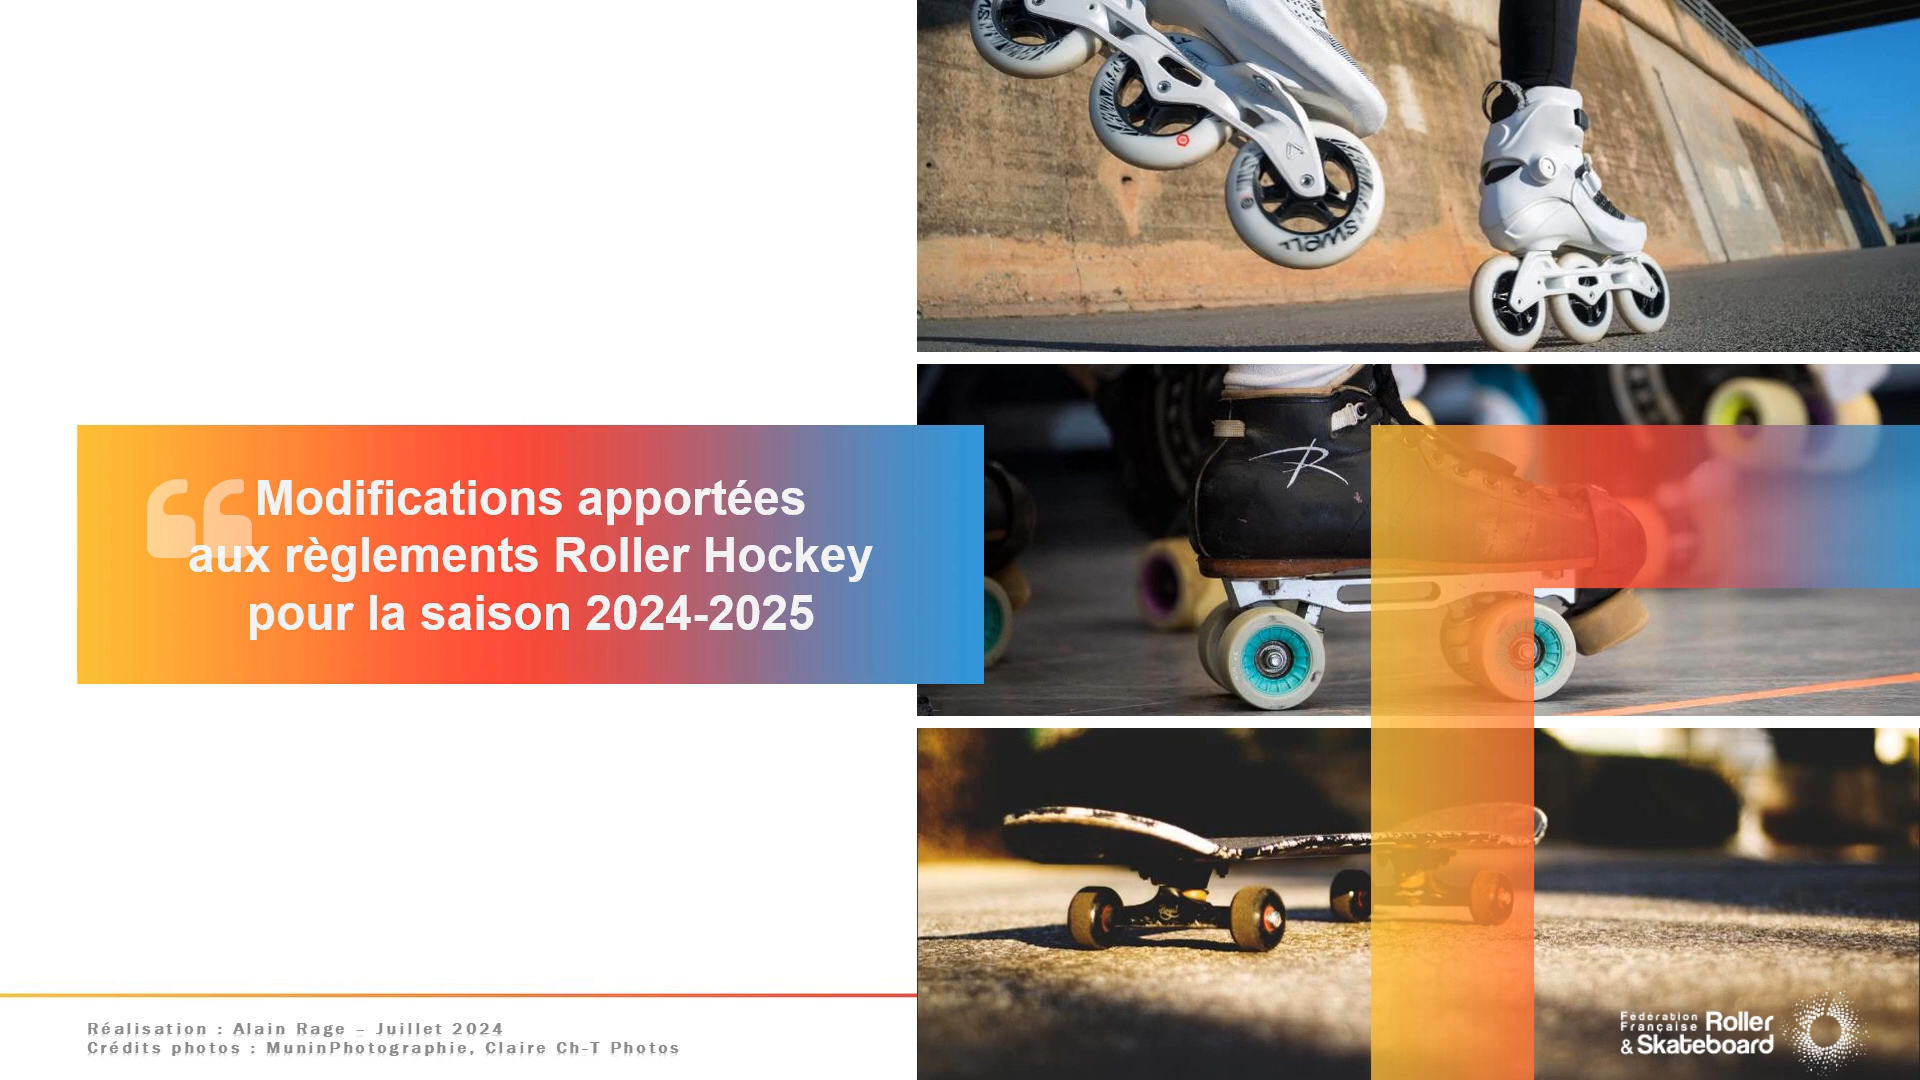 SWELL
Modifications apportées
aux règlements Roller Hockey
pour la saison 2024-2025
Réalisation : Alain Rage – Juillet 2024
Crédits photos : MuninPhotographie, Claire Ch-T Photos
Fédération
Française Roller
& Skateboard